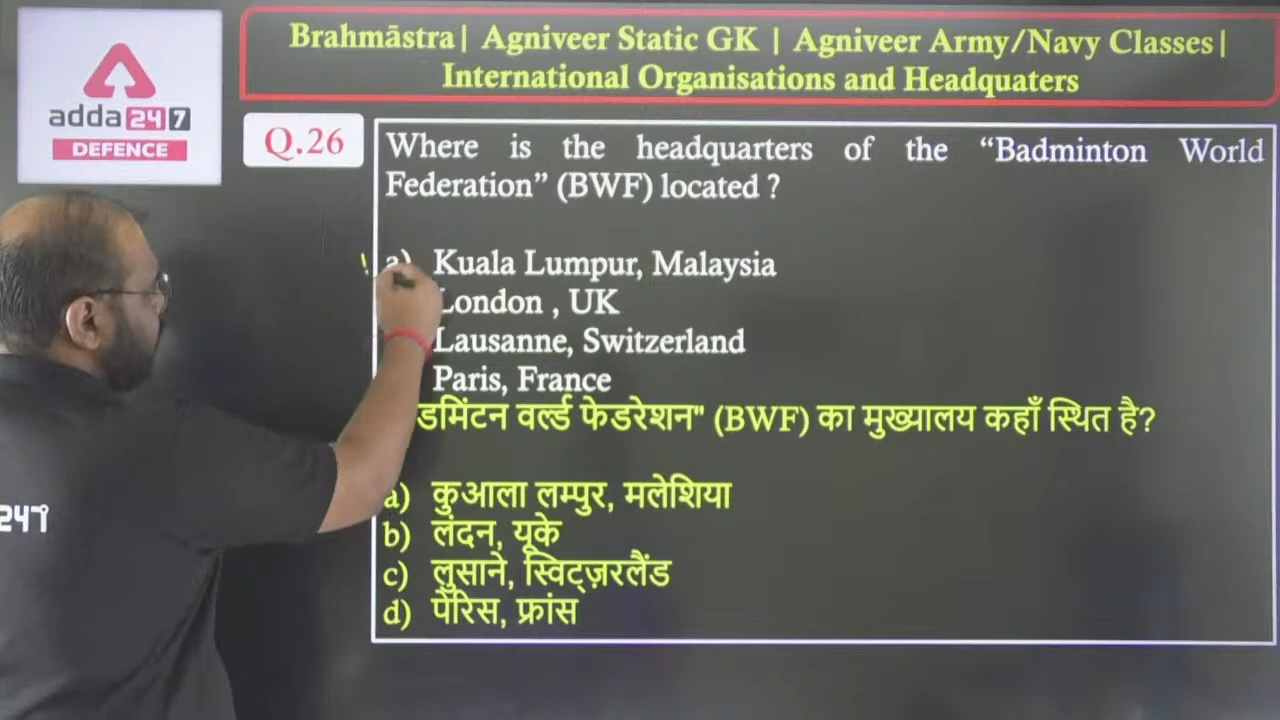 Brahmāstra| Agniveer Static GK | Agniveer Army/Navy Classes|
International Organisations and Headquaters
adda 24 7
DEFENCE
Q.26
Where is the headquarters of the “Badminton World
Federation” (BWF) located ?
a) Kuala Lumpur, Malaysia
London , UK
Lausanne, Switzerland
Paris, France
वर्ल्ड फेडरेशन" (BWF) का मुख्यालय कहाँ स्थित है?
a) कुआला लम्पुर, मलेशिया
b) लंदन, यूके
c) लुसाने, स्विट्ज़रलैंड
d) पेरिस, फ्रांस
247